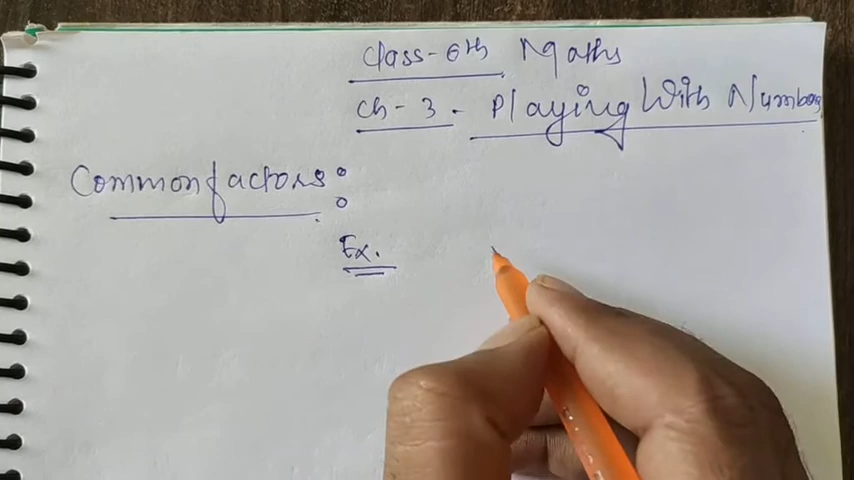 Class-6th Maths
Ch-3. Playing With Numbers
Common factors:
Ex.